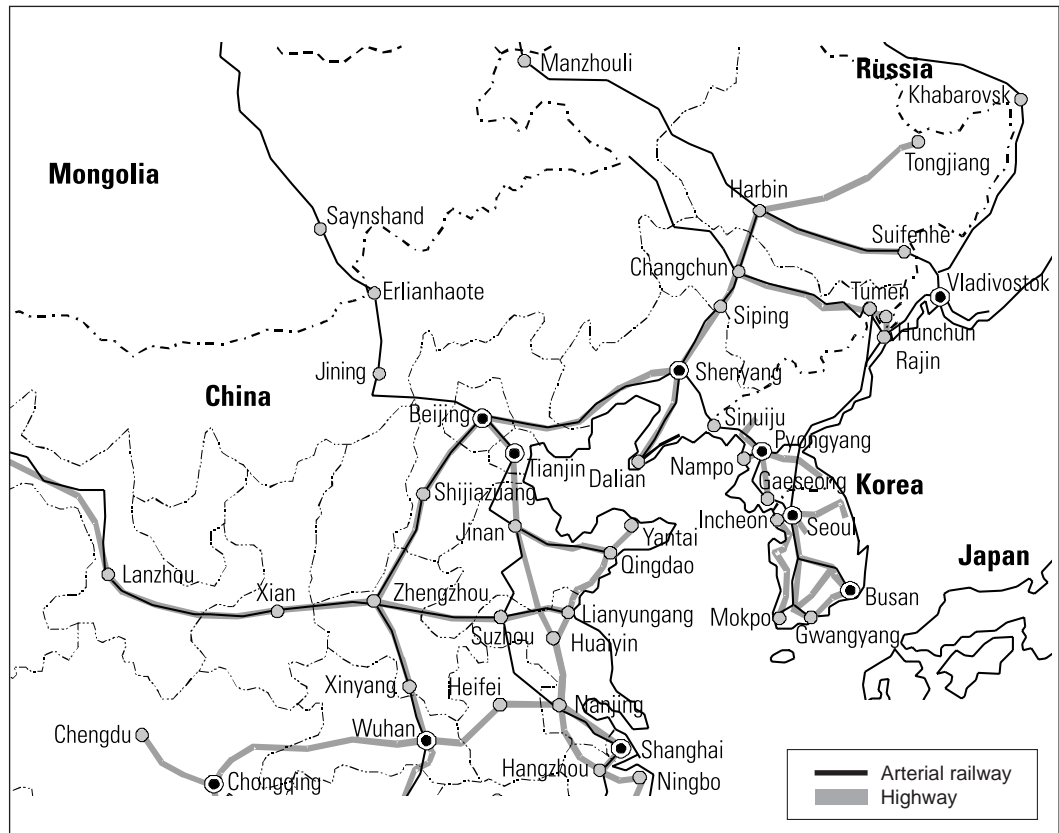 Manzhouli
Russia
Khabarovsk
Tongjiang
Mongolia
Harbin
Saynshand
Suifenhe
Changchun
Erlianhaote
Tumen
Vladivostok
Siping
Hunchun
Rajin
Jining
Shenyang
China
Beijing
Sinuiju
Pyongyang
Tianjin
Dalian
Nampo
Gaeseong
Korea
Shijiazuang
Incheon
Seoul
Jinan
Yantai
Qingdao
Japan
Lanzhou
Xian
Zhengzhou
Lianyungang
Busan
Suzhou
Mokpo
Gwangyang
Huaiyin
Xinyang
Heifei
Nanjing
Chengdu
Wuhan
Shanghai
Hangzhou
Chongqing
Ningbo
Arterial railway
Highway